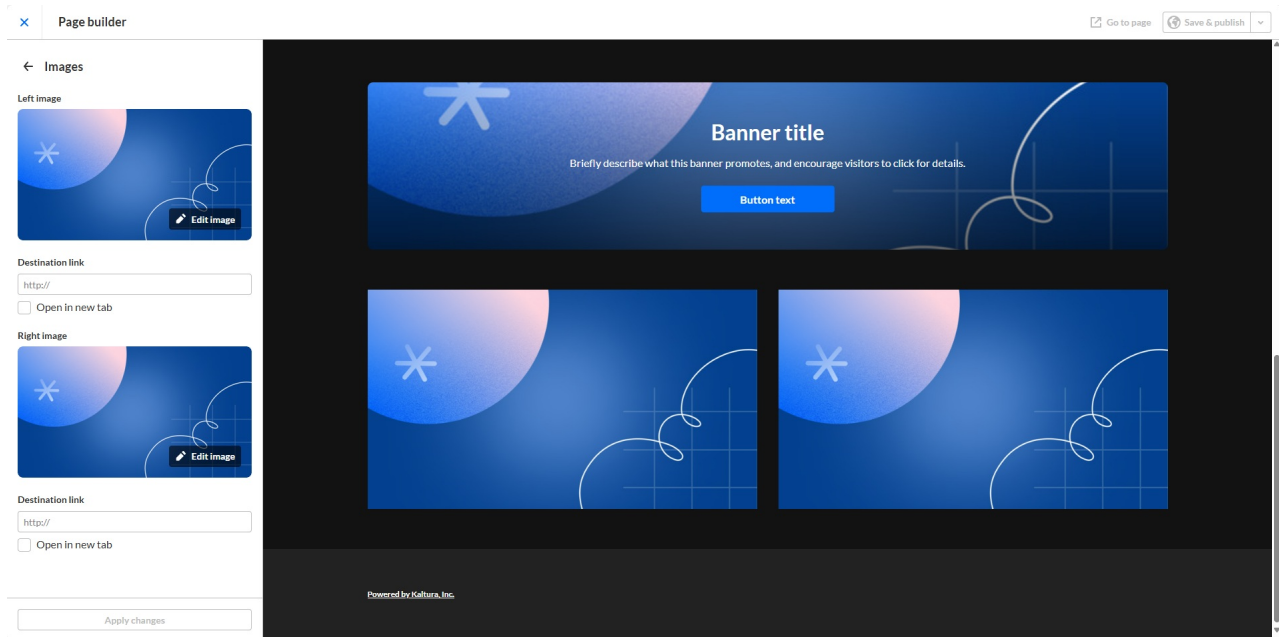 Page builder
Go to page
Save & publish
Images
Left image
Edit image
Destination link
http://
Open in new tab
Right image
Edit image
Destination link
http://
Open in new tab
Apply changes
Banner title
Briefly describe what this banner promotes, and encourage visitors to click for details.
Button text
Powered by Kaltura, Inc.